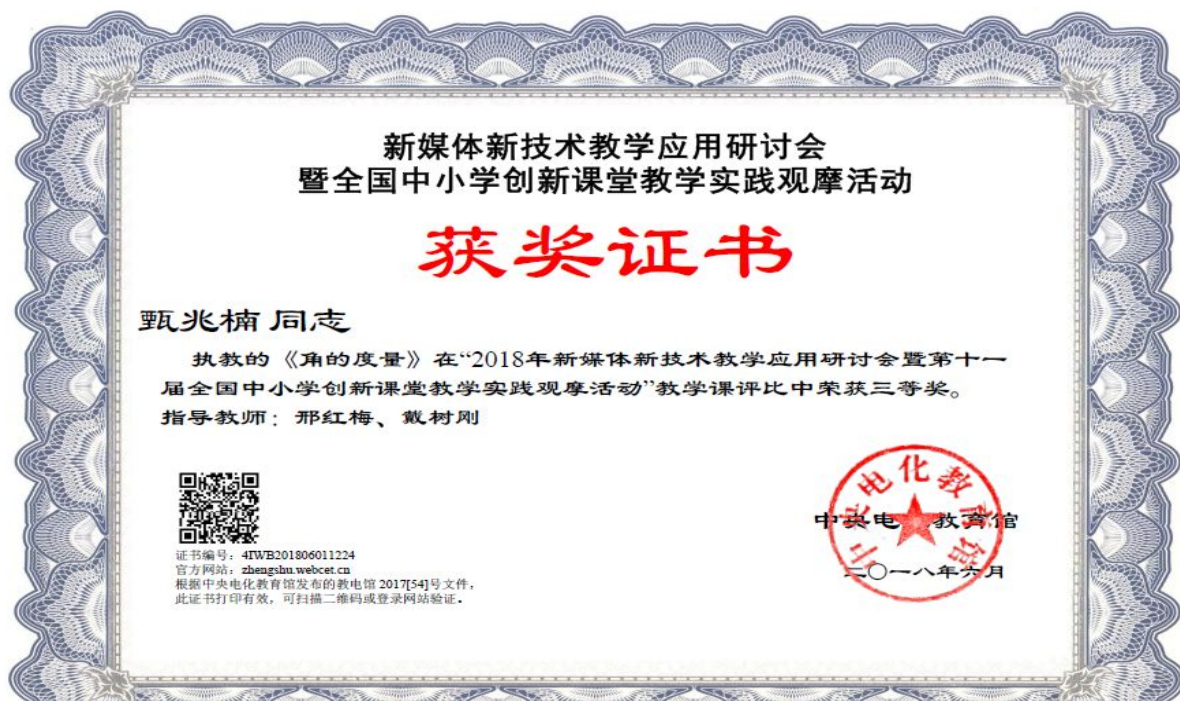 新媒体新技术教学应用研讨会
暨全国中小学创新课堂教学实践观摩活动
获奖证书
甄兆楠 同志
执教的《角的度量》在“2018年新媒体新技术教学应用研讨会暨第十一
届全国中小学创新课堂教学实践观摩活动”教学课评比中荣获三等奖。
指导教师：邢红梅、戴树刚
证书编号：4IWB201806011224
官方网站：zhengshu.webcet.cn
根据中央电化教育馆发布的教电馆 2017[54]号文件，
此证书打印有效，可扫描二维码或登录网站验证。
中央电化教育馆
中央电化教育馆
二〇一八年六月